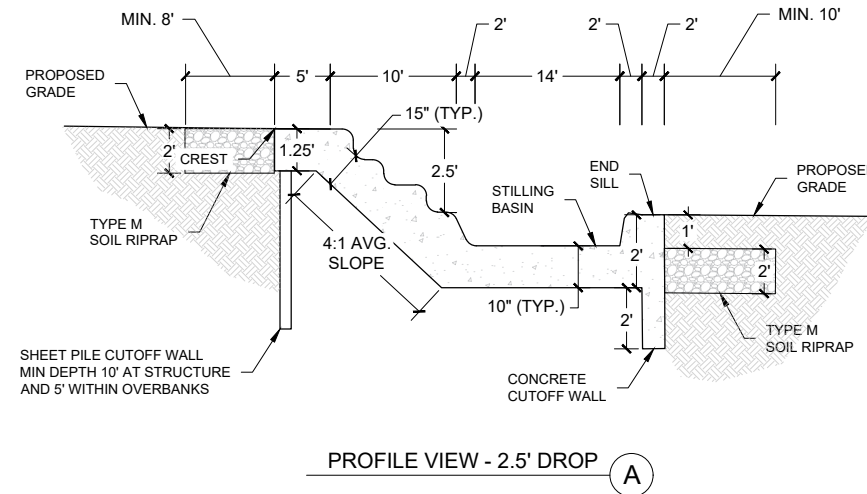 MIN. 8'
5'
10'
2'
14'
2'
2'
MIN. 10'
PROPOSED
GRADE
15" (TYP.)
2'
CREST
1.25'
2.5'
TYPE M
SOIL RIPRAP
4:1 AVG.
SLOPE
STILLING
BASIN
END
SILL
PROPOSED
GRADE
1'
2'
2'
10" (TYP.)
2'
TYPE M
SOIL RIPRAP
SHEET PILE CUTOFF WALL
MIN DEPTH 10' AT STRUCTURE
AND 5' WITHIN OVERBANKS
CONCRETE
CUTOFF WALL
PROFILE VIEW - 2.5' DROP
A